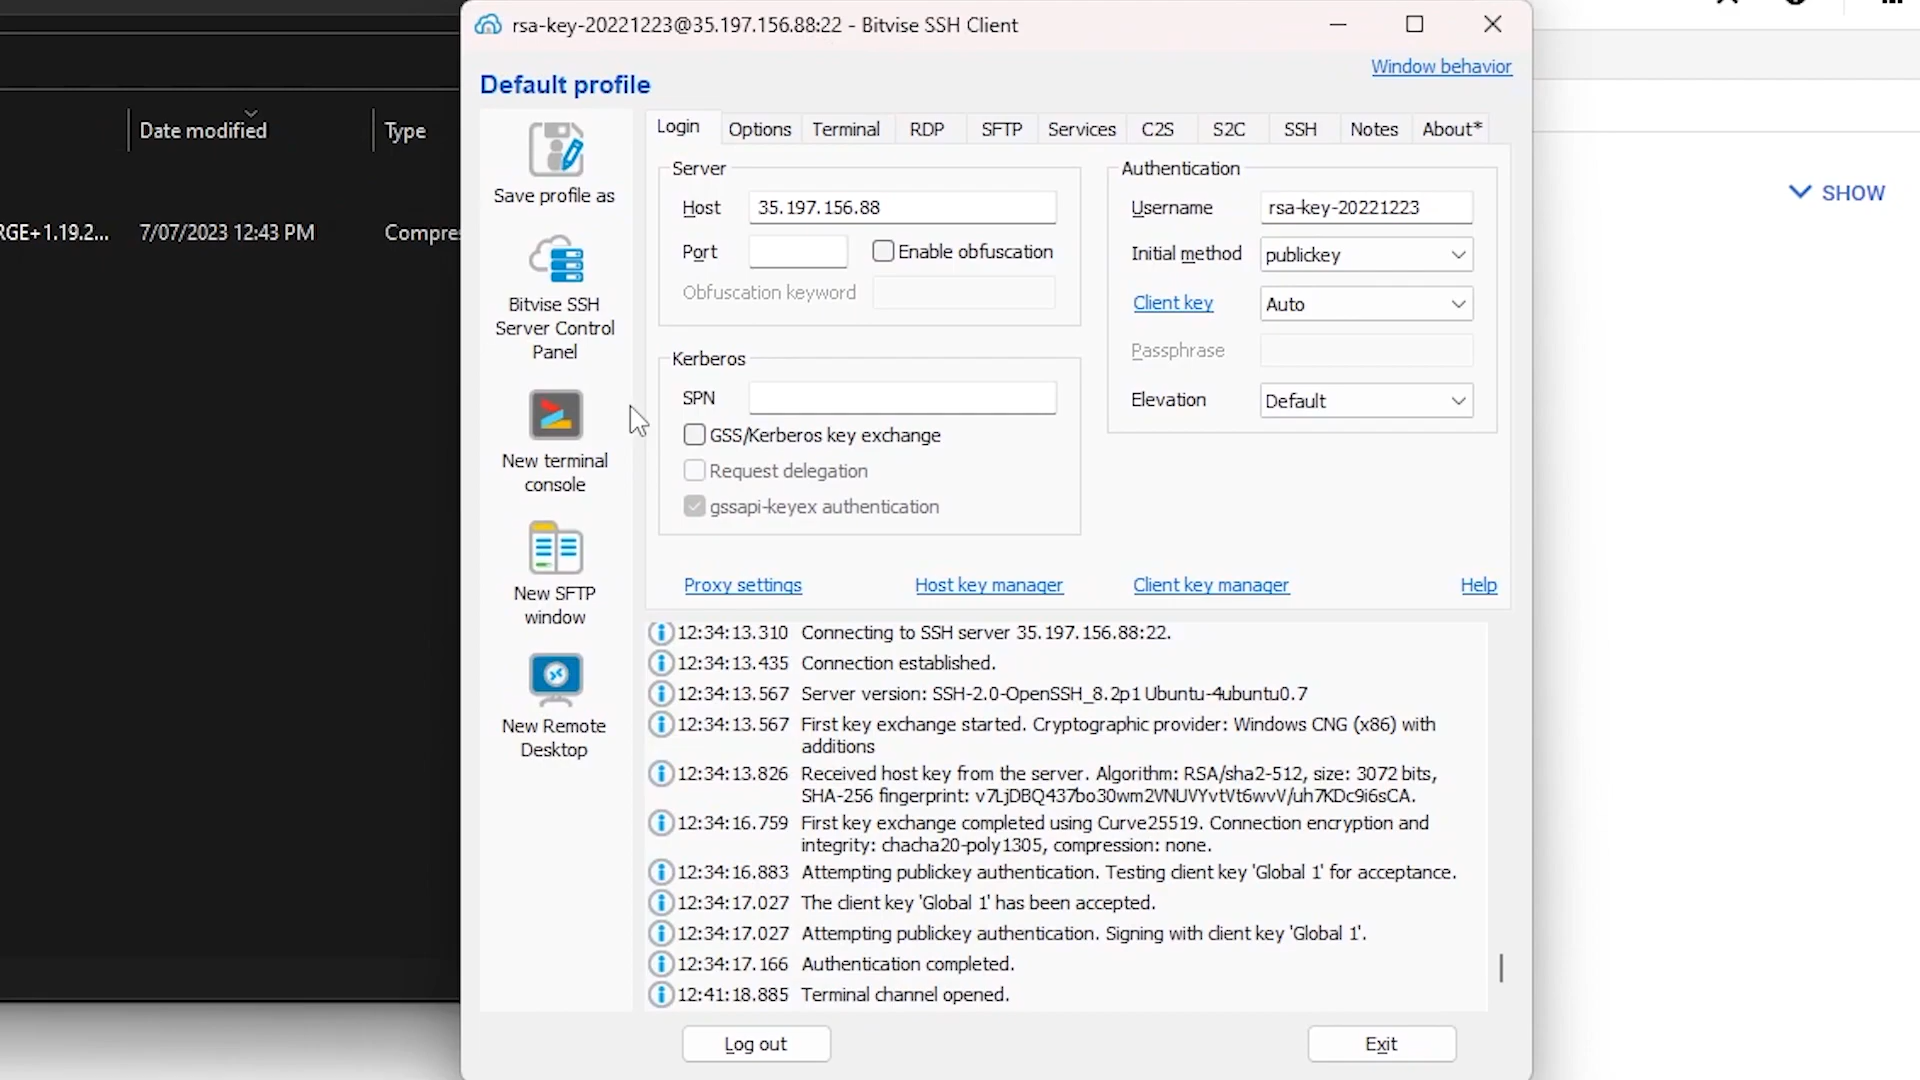 rsa-key-20221223@35.197.156.88:22 - Bitvise SSH Client
Window behavior
Default profile
Date modified
Type
RGE+1.19.2...
7/07/2023 12:43 PM
Compre
Save profile as
Bitvise SSH
Server Control
Panel
New terminal
console
New SFTP
window
New Remote
Desktop
Login
Options
Terminal
RDP
SFTP
Services
C2S
S2C
SSH
Notes
About*
Server
Host
35.197.156.88
Port
Enable obfuscation
Obfuscation keyword
Kerberos
SPN
GSS/Kerberos key exchange
Request delegation
gssapi-keyex authentication
Authentication
Username
rsa-key-20221223
Initial method
publickey
Client key
Auto
Passphrase
Elevation
Default
SHOW
Proxy settings
Host key manager
Client key manager
Help
12:34:13.310 Connecting to SSH server 35.197.156.88:22.
12:34:13.435 Connection established.
12:34:13.567 Server version: SSH-2.0-OpenSSH_8.2p1 Ubuntu-4ubuntu0.7
12:34:13.567 First key exchange started. Cryptographic provider: Windows CNG (x86) with
additions
12:34:13.826 Received host key from the server. Algorithm: RSA/sha2-512, size: 3072 bits,
SHA-256 fingerprint: v7LjDBQ437bo30wm2VNUVYvtVt6wvV/uh7KDc9i6sCA.
12:34:16.759 First key exchange completed using Curve25519. Connection encryption and
integrity: chacha20-poly1305, compression: none.
12:34:16.883 Attempting publickey authentication. Testing client key 'Global 1' for acceptance.
12:34:17.027 The client key 'Global 1' has been accepted.
12:34:17.027 Attempting publickey authentication. Signing with client key 'Global 1'.
12:34:17.166 Authentication completed.
12:41:18.885 Terminal channel opened.
Log out
Exit